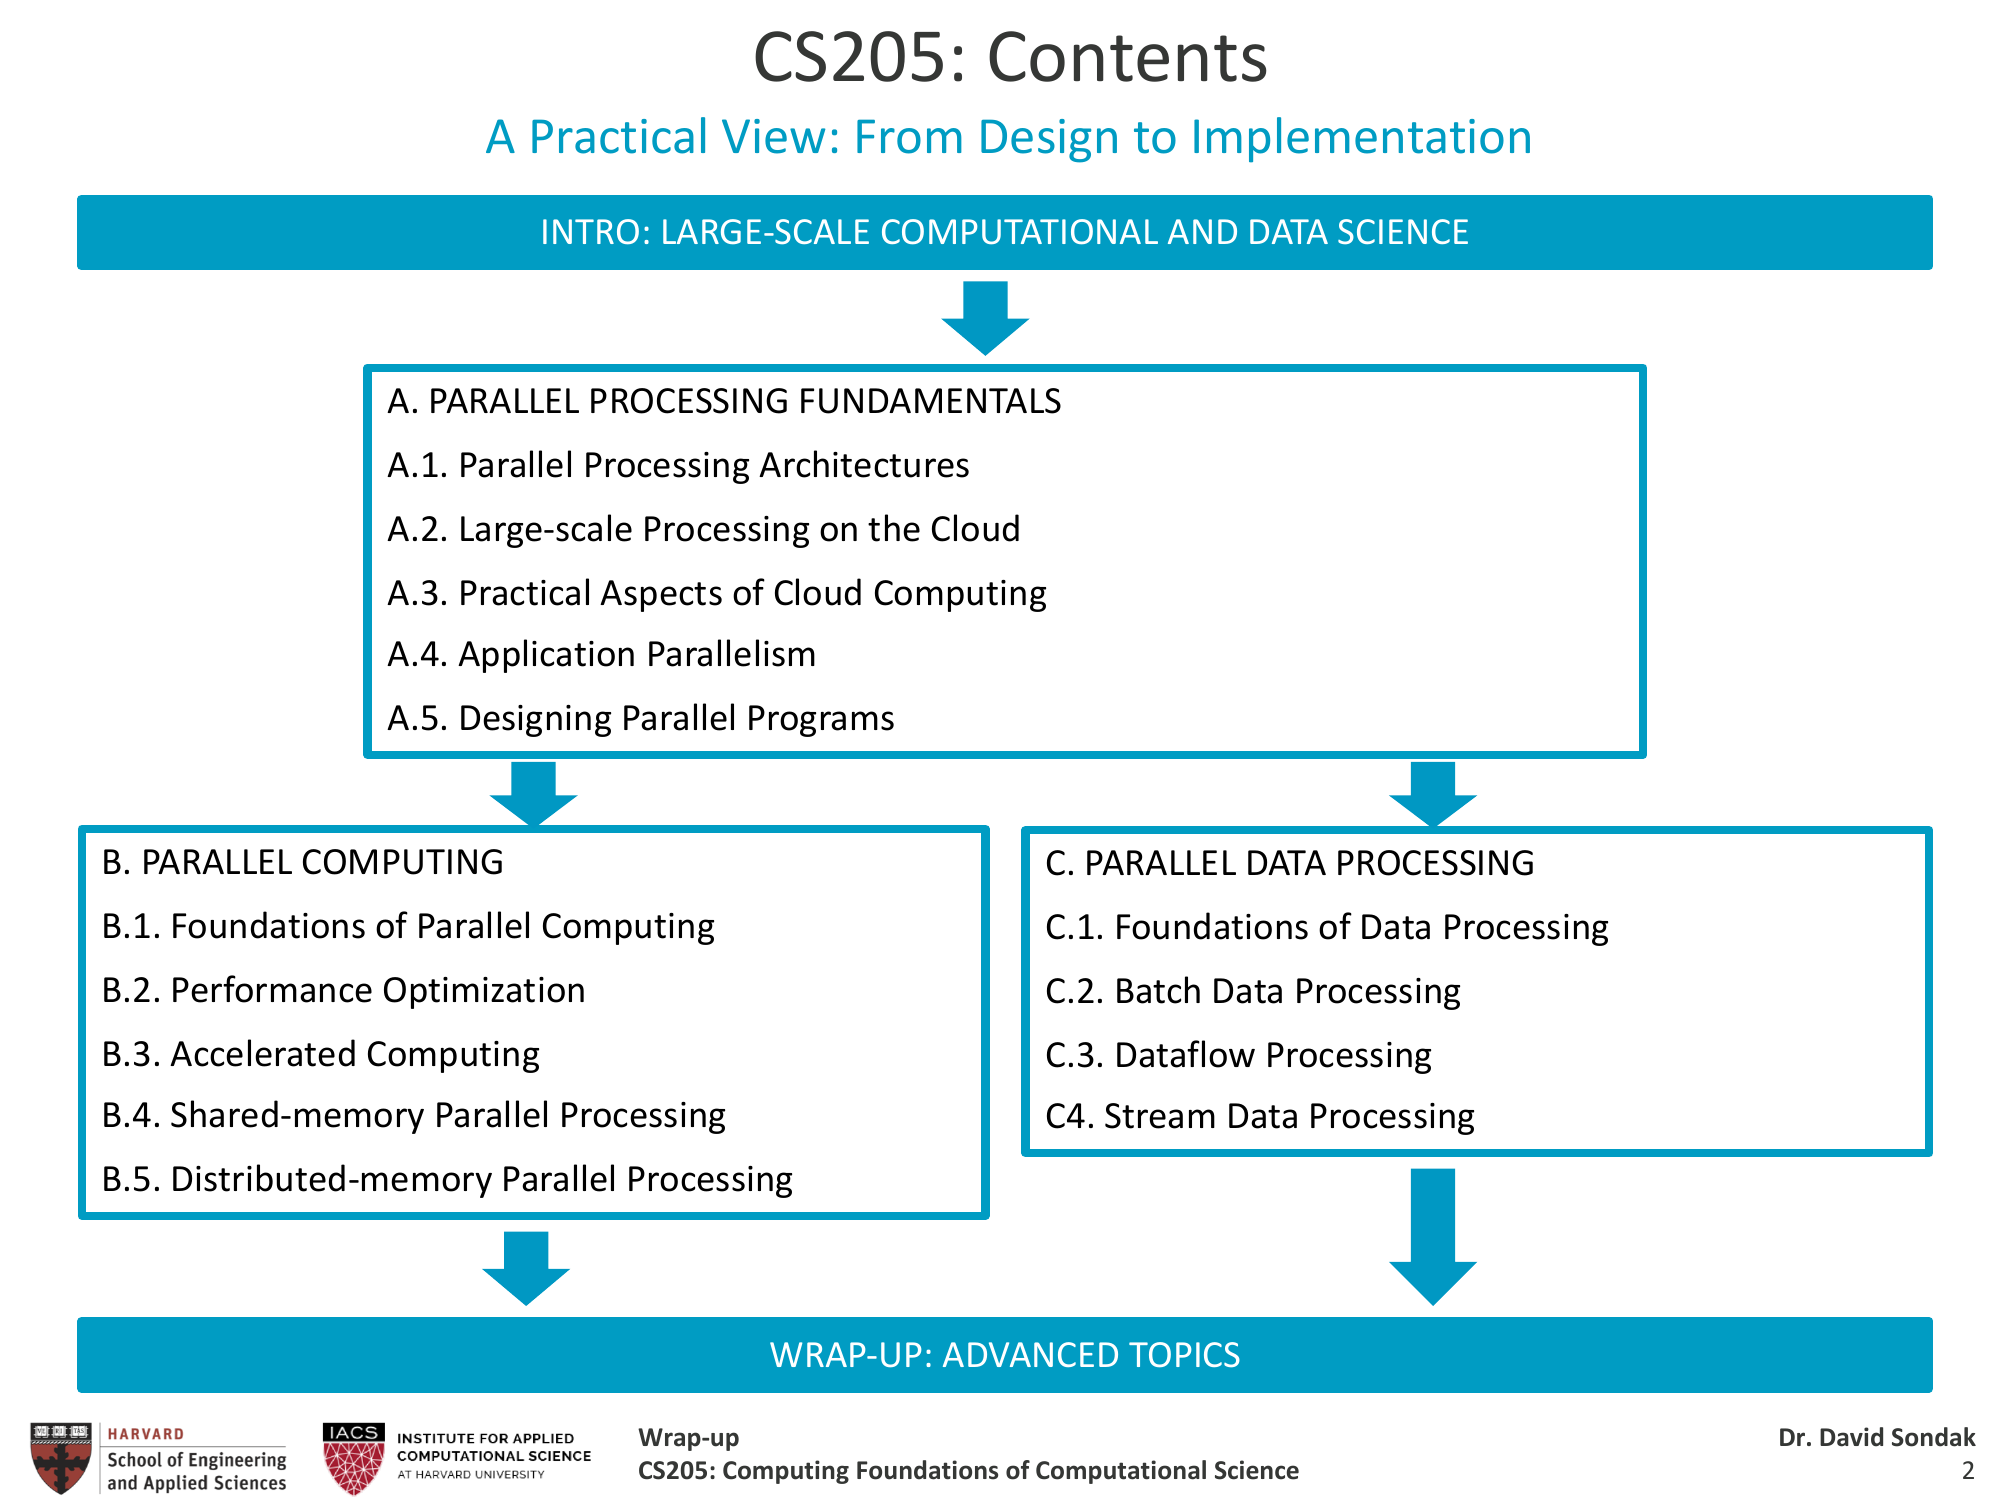 CS205: Contents
A Practical View: From Design to Implementation
INTRO: LARGE-SCALE COMPUTATIONAL AND DATA SCIENCE
A. PARALLEL PROCESSING FUNDAMENTALS
A.1. Parallel Processing Architectures
A.2. Large-scale Processing on the Cloud
A.3. Practical Aspects of Cloud Computing
A.4. Application Parallelism
A.5. Designing Parallel Programs
B. PARALLEL COMPUTING
B.1. Foundations of Parallel Computing
B.2. Performance Optimization
B.3. Accelerated Computing
B.4. Shared-memory Parallel Processing
B.5. Distributed-memory Parallel Processing
C. PARALLEL DATA PROCESSING
C.1. Foundations of Data Processing
C.2. Batch Data Processing
C.3. Dataflow Processing
C4. Stream Data Processing
WRAP-UP: ADVANCED TOPICS
HARVARD
School of Engineering
and Applied Sciences
IACS
INSTITUTE FOR APPLIED
COMPUTATIONAL SCIENCE
AT HARVARD UNIVERSITY
Wrap-up
CS205: Computing Foundations of Computational Science
Dr. David Sondak
2